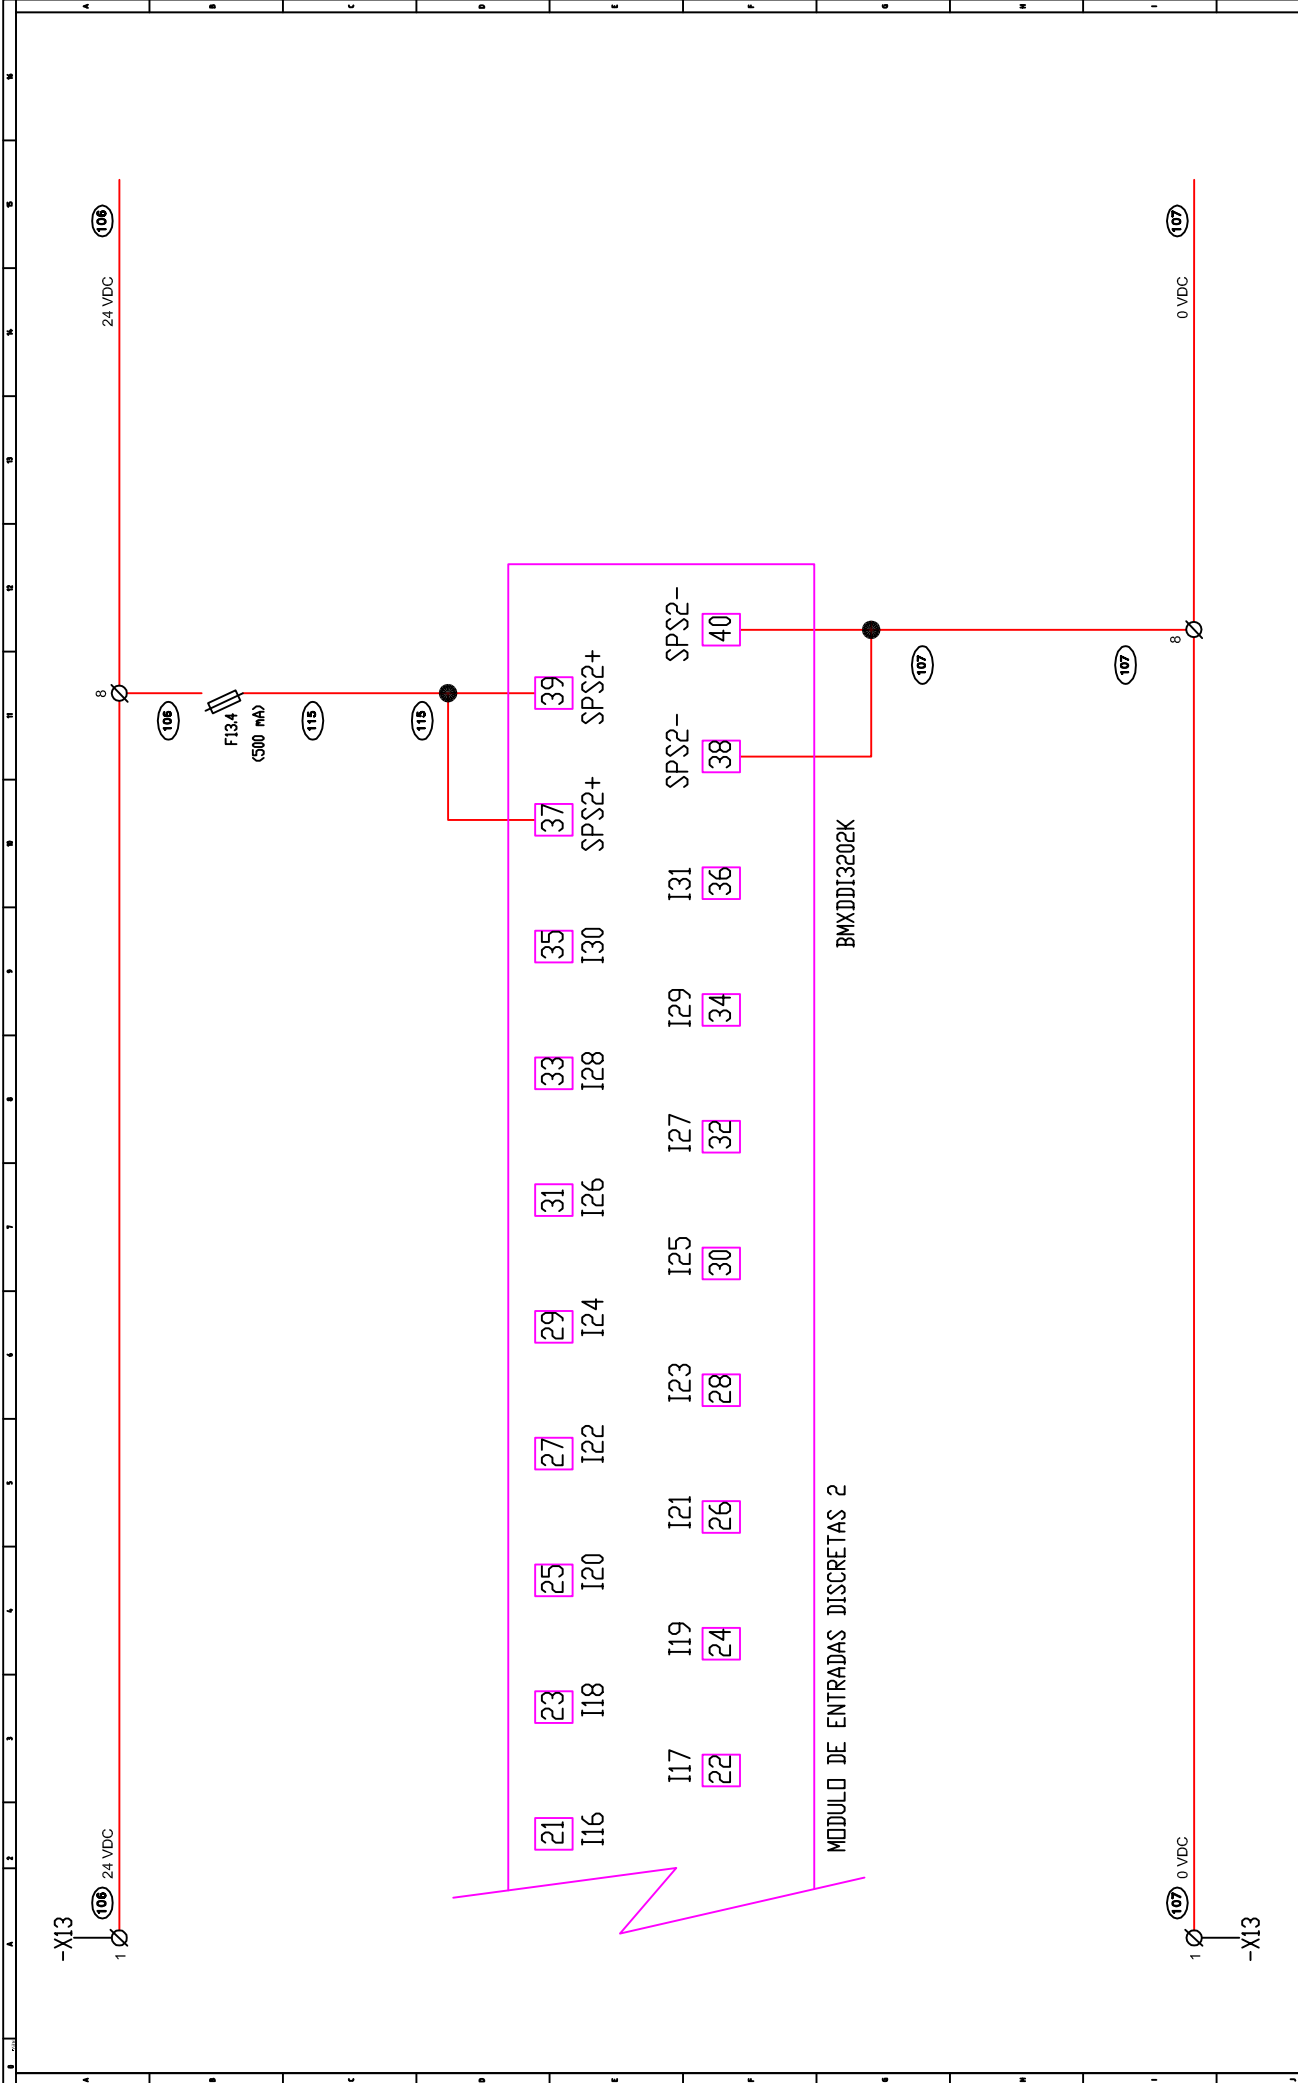 -X13
1
106
24 VDC
24 VDC
106
8
106
F13.4
(500 mA)
115
115
21
I16
23
I18
25
I20
27
I22
29
I24
31
I26
33
I28
35
I30
37
SPS2+
39
SPS2+
I17
22
I19
24
I21
26
I23
28
I25
30
I27
32
I29
34
I31
36
SPS2-
38
SPS2-
40
MODULO DE ENTRADAS DISCRETAS 2
BMXDDI3202K
107
107
8
1
107
0 VDC
0 VDC
107
-X13